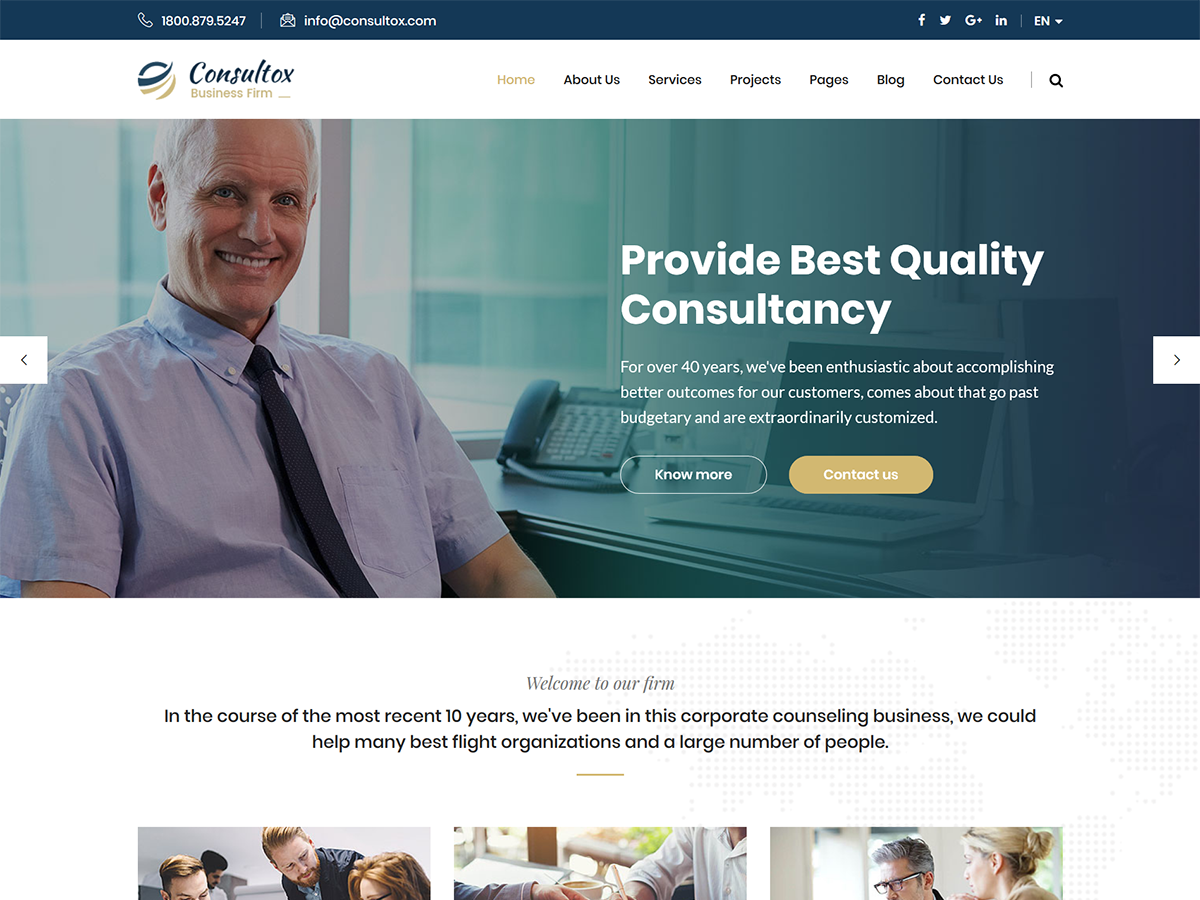 1800.879.5247
info@consultox.com
EN
Consultox
Business Firm
Home About Us Services Projects Pages Blog Contact Us
Provide Best Quality
Consultancy
For over 40 years, we've been enthusiastic about accomplishing
better outcomes for our customers, comes about that go past
budgetary and are extraordinarily customized.
Know more
Contact us
Welcome to our firm
In the course of the most recent 10 years, we've been in this corporate counseling business, we could
help many best flight organizations and a large number of people.